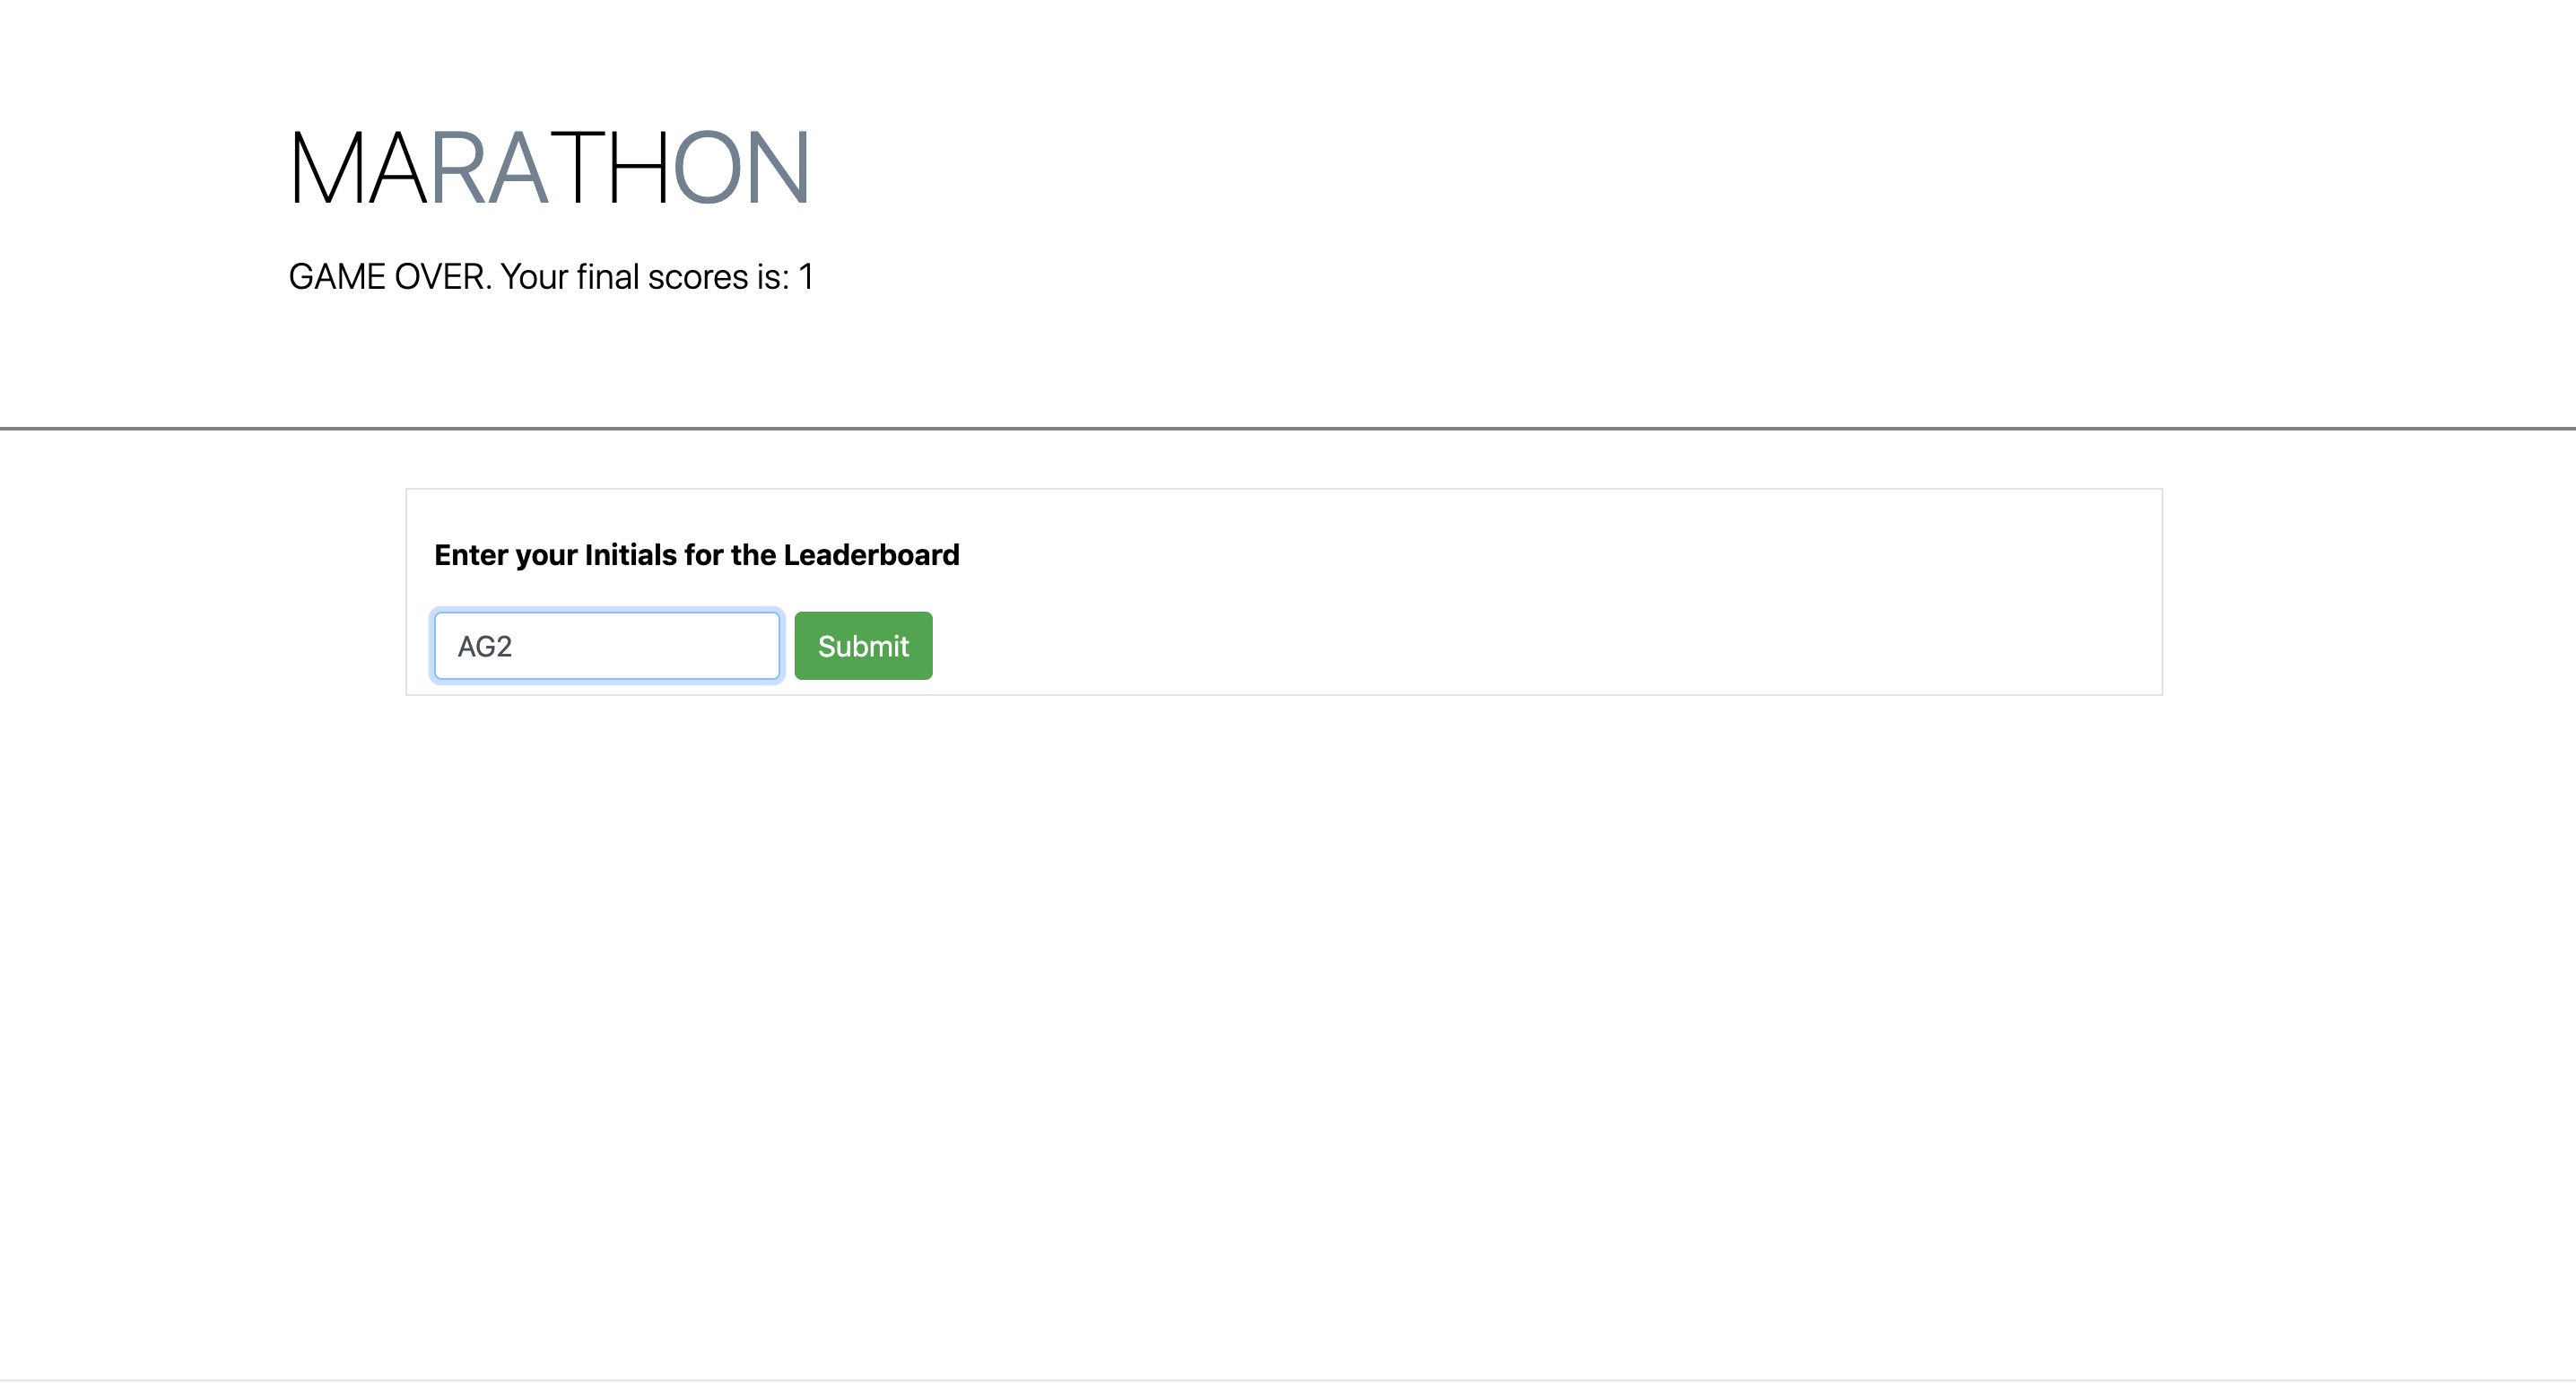 MARATHON
GAME OVER. Your final scores is: 1
Enter your Initials for the Leaderboard
AG2
Submit